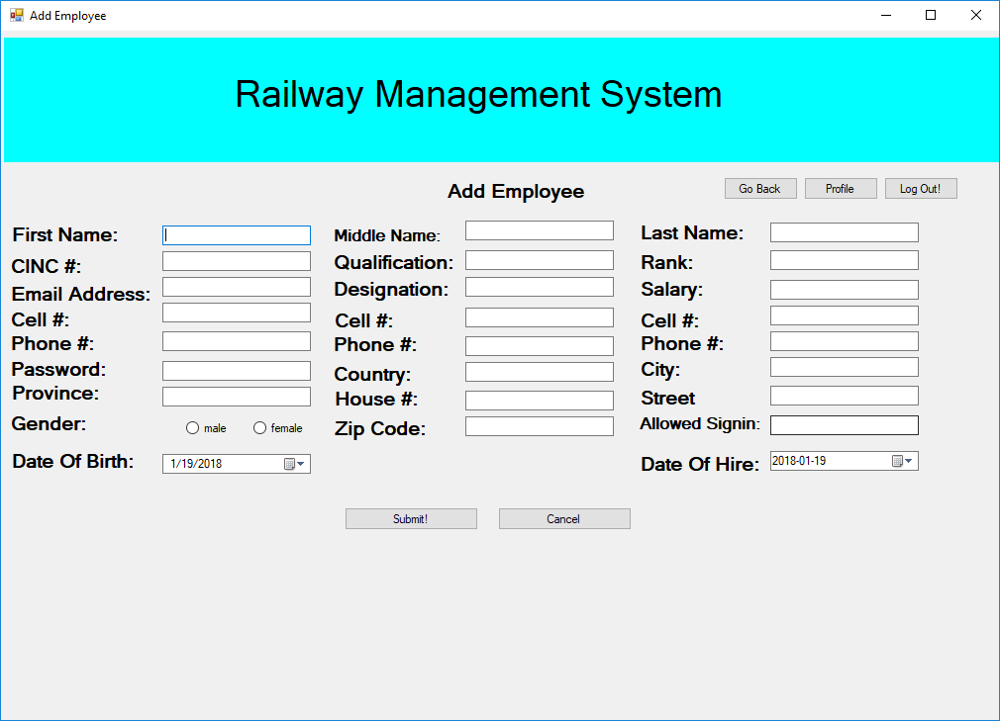 Add Employee
Railway Management System
Add Employee
Go Back Profile Log Out!
First Name: Middle Name: Last Name:
CINC #: Qualification: Rank:
Email Address: Designation: Salary:
Cell #: Cell #: Cell #:
Phone #: Phone #: Phone #:
Password: Country: City:
Province: House #: Street
Gender: male female Zip Code: Allowed Signin:
Date Of Birth: 1/19/2018 Date Of Hire: 2018-01-19
Submit! Cancel